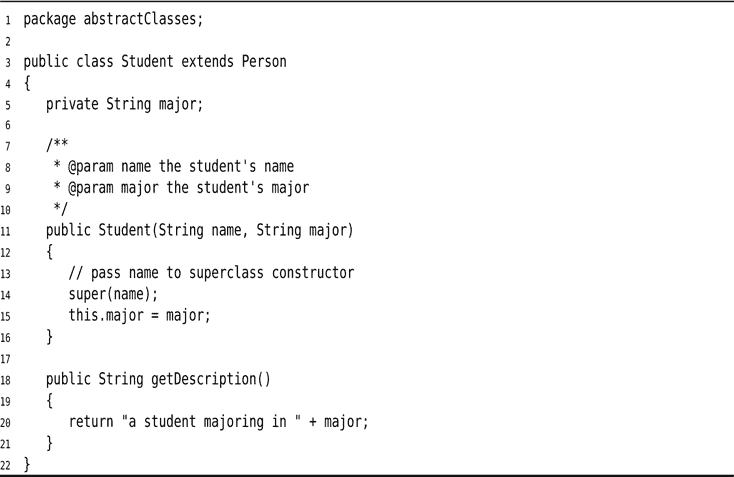 1 package abstractClasses;
2
3 public class Student extends Person
4 {
5    private String major;
6
7    /**
8     * @param name the student's name
9     * @param major the student's major
10     */
11    public Student(String name, String major)
12    {
13       // pass name to superclass constructor
14       super(name);
15       this.major = major;
16    }
17
18    public String getDescription()
19    {
20       return "a student majoring in " + major;
21    }
22 }